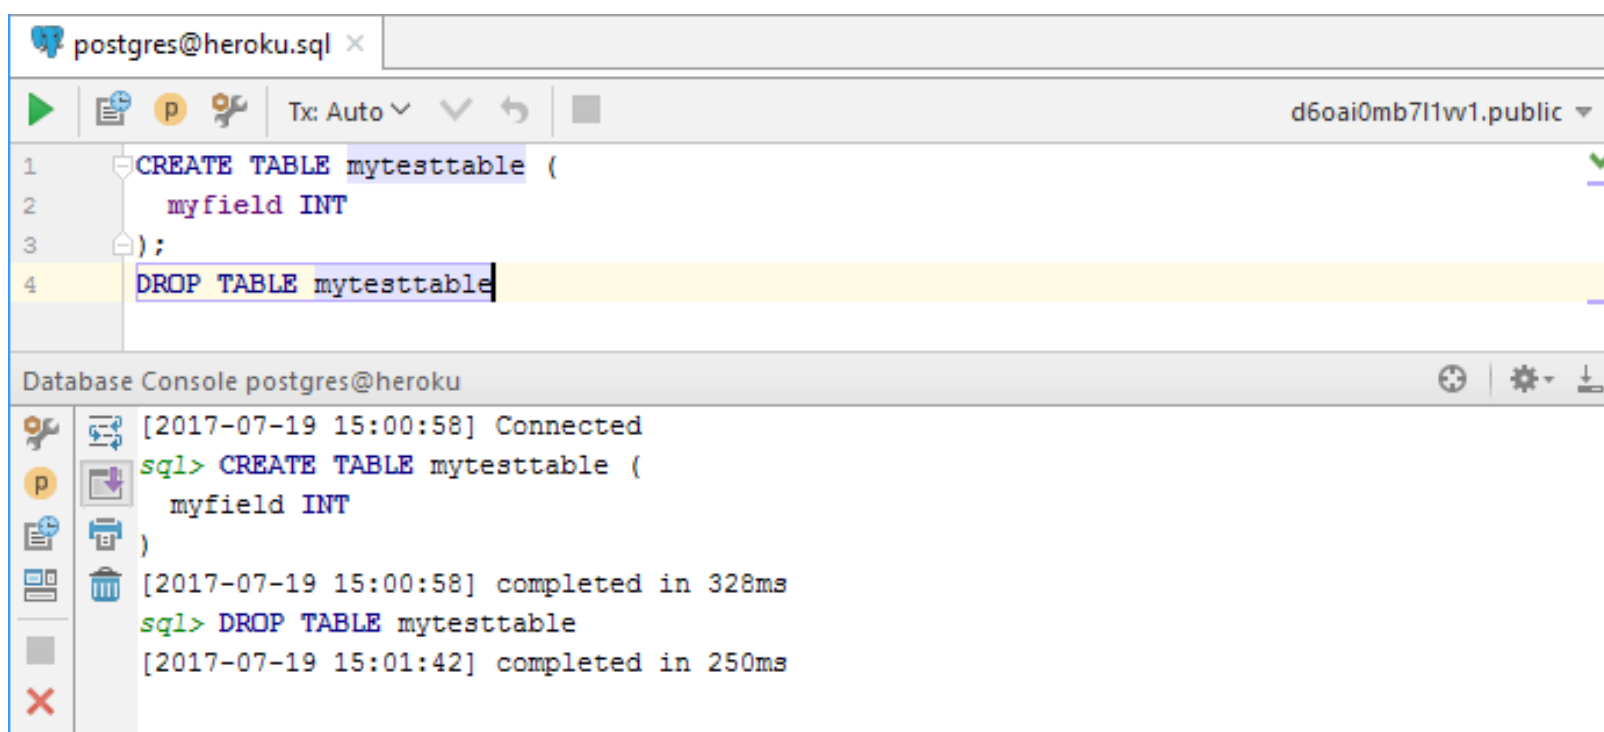 postgres@heroku.sql
p
Tx: Auto
d6oai0mb7l1vv1.public
1 CREATE TABLE mytesttable (
2 myfield INT
3 );
4 DROP TABLE mytesttable
Database Console postgres@heroku
[2017-07-19 15:00:58] Connected
sql> CREATE TABLE mytesttable (
p
myfield INT
)
[2017-07-19 15:00:58] completed in 328ms
sql> DROP TABLE mytesttable
[2017-07-19 15:01:42] completed in 250ms